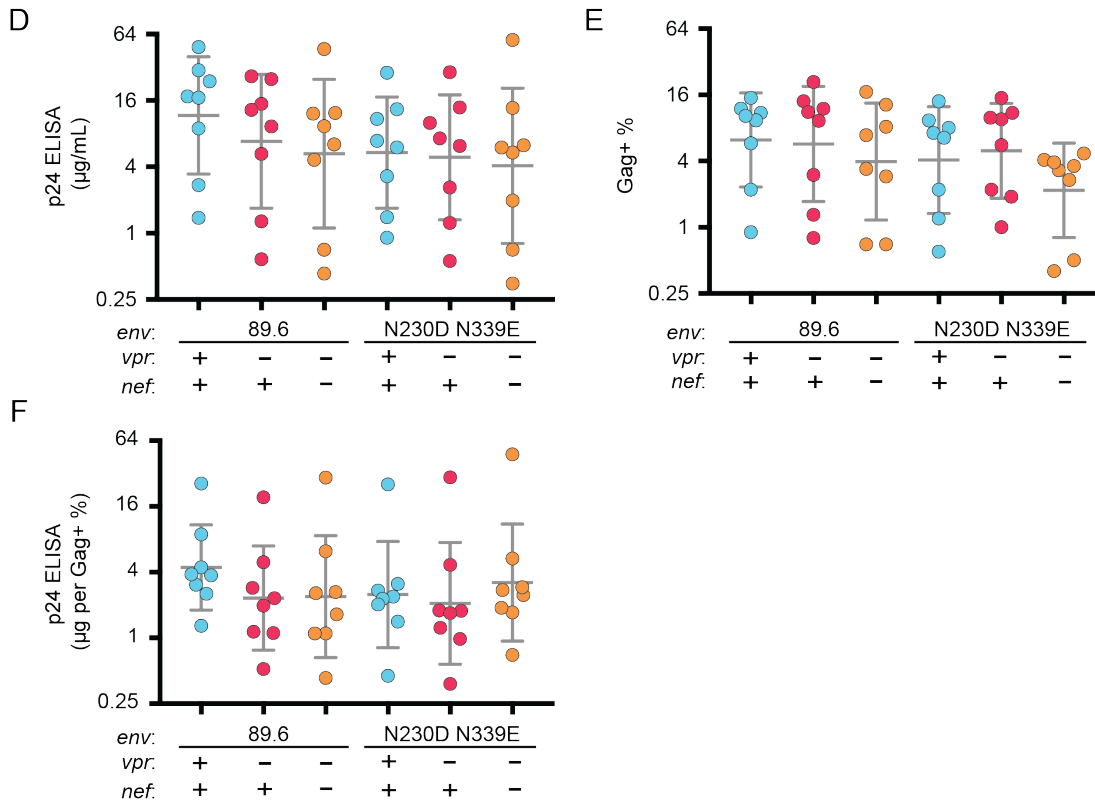 D
p24 ELISA
(µg/mL)
64
16
4
1
0.25
env: 89.6 N230D N339E
vpr: + − − + − −
nef: + + − + + −
E
Gag+ %
64
16
4
1
0.25
env: 89.6 N230D N339E
vpr: + − − + − −
nef: + + − + + −
F
p24 ELISA
(µg per Gag+ %)
64
16
4
1
0.25
env: 89.6 N230D N339E
vpr: + − − + − −
nef: + + − + + −